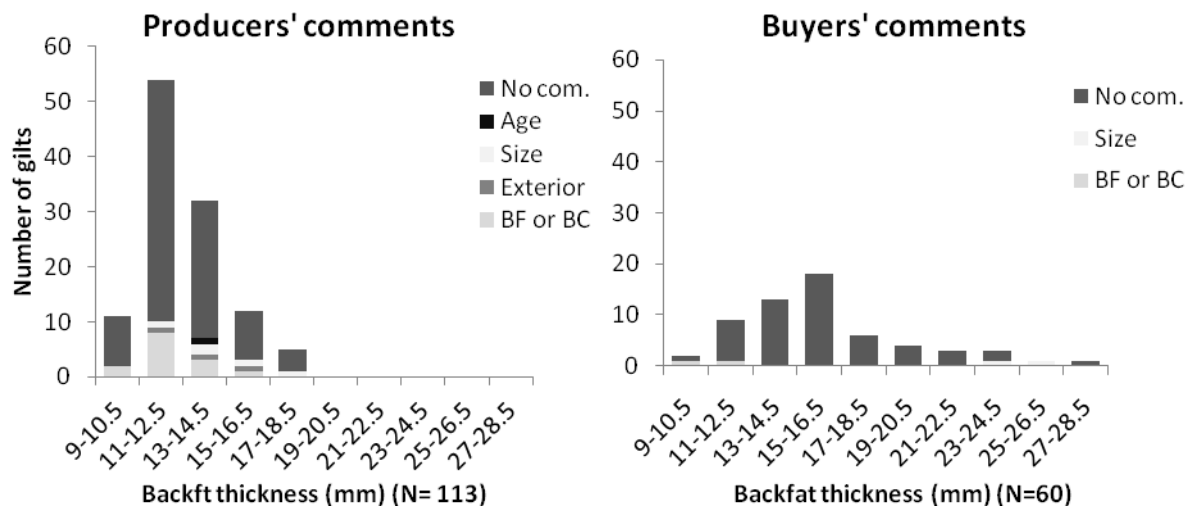 Producers' comments
60
50
40
30
20
10
0
Number of gilts
No com.
Age
Size
Exterior
BF or BC
9-10.5
11-12.5
13-14.5
15-16.5
17-18.5
19-20.5
21-22.5
23-24.5
25-26.5
27-28.5
Backft thickness (mm) (N= 113)
Buyers' comments
60
50
40
30
20
10
0
No com.
Size
BF or BC
9-10.5
11-12.5
13-14.5
15-16.5
17-18.5
19-20.5
21-22.5
23-24.5
25-26.5
27-28.5
Backfat thickness (mm) (N=60)